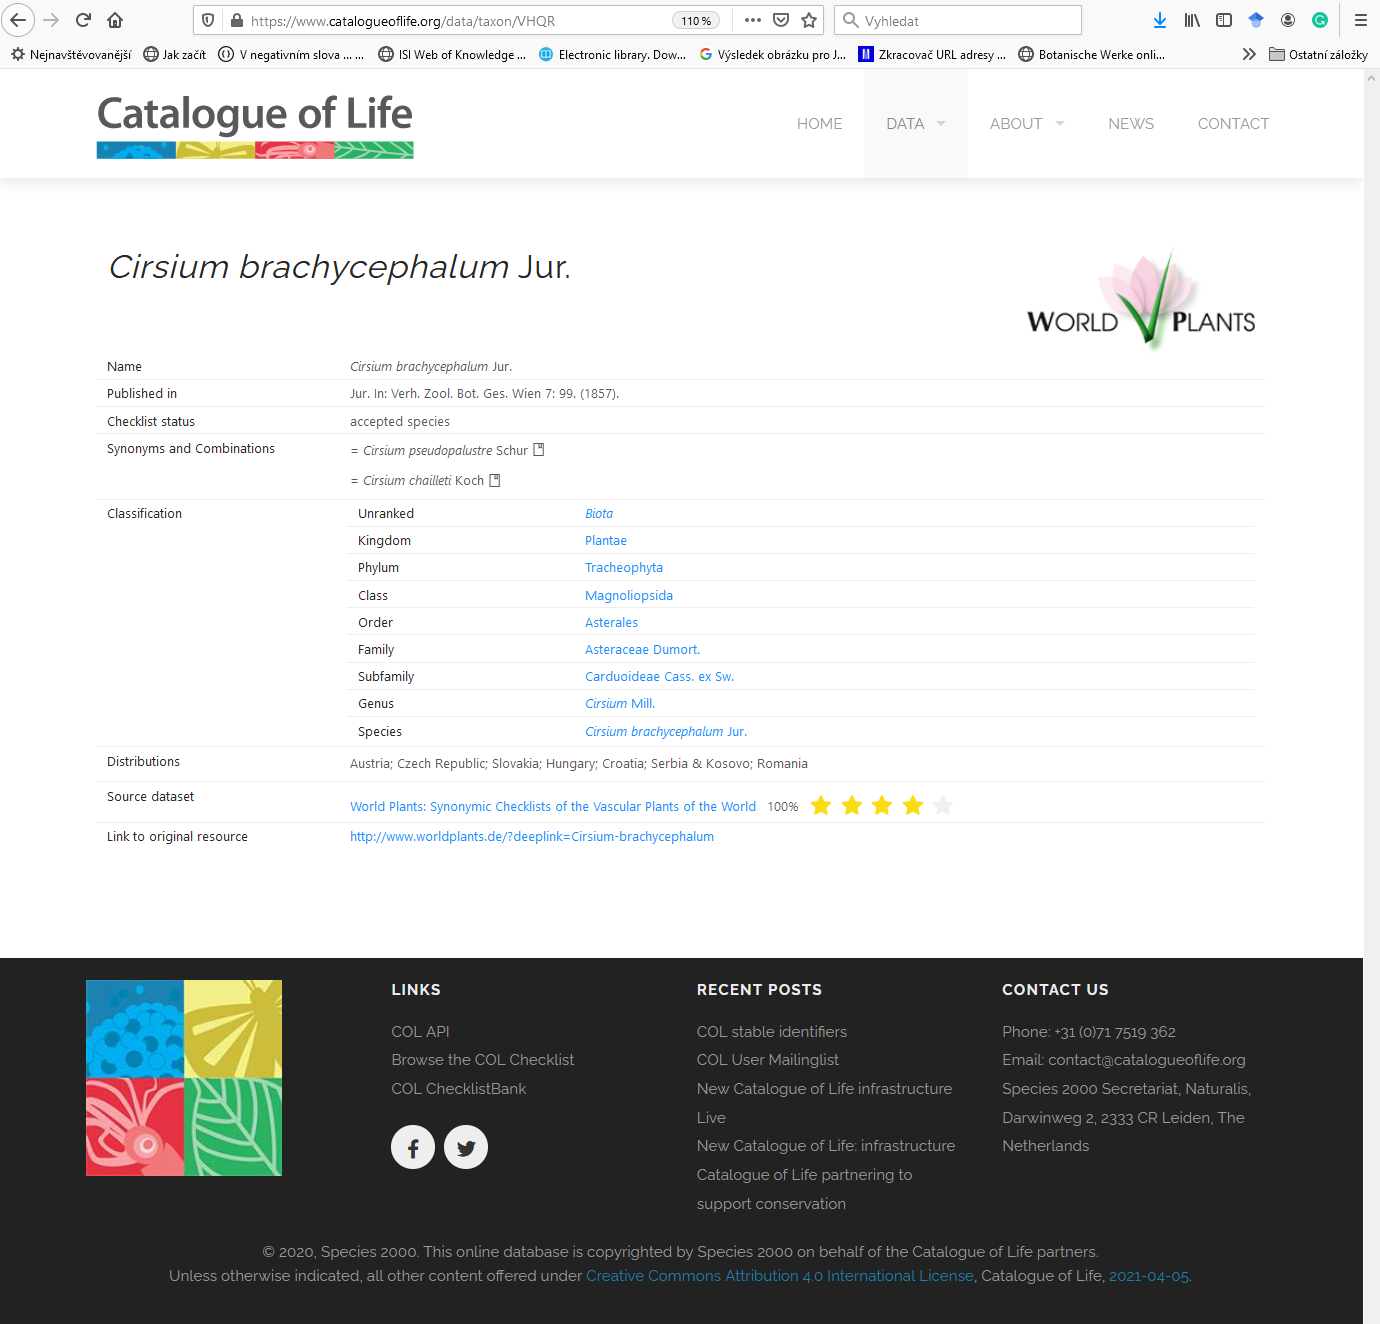 https://www.catalogueoflife.org/data/taxon/VHQR
110 %
Vyhledat
Nejnavštěvovanější
Jak začít
V negativním slova ... ...
ISI Web of Knowledge ...
Electronic library. Dow...
Výsledek obrázku pro J...
Zkracovač URL adresy ...
Botanische Werke onli...
Ostatní záložky
Catalogue of Life
HOME DATA ABOUT NEWS CONTACT
Cirsium brachycephalum Jur.
WORLD PLANTS
Name Cirsium brachycephalum Jur.
Published in Jur. In: Verh. Zool. Bot. Ges. Wien 7: 99. (1857).
Checklist status accepted species
Synonyms and Combinations = Cirsium pseudopalustre Schur
= Cirsium chailleti Koch
Classification Unranked Biota
Kingdom Plantae
Phylum Tracheophyta
Class Magnoliopsida
Order Asterales
Family Asteraceae Dumort.
Subfamily Carduoideae Cass. ex Sw.
Genus Cirsium Mill.
Species Cirsium brachycephalum Jur.
Distributions Austria; Czech Republic; Slovakia; Hungary; Croatia; Serbia & Kosovo; Romania
Source dataset World Plants: Synonymic Checklists of the Vascular Plants of the World 100%
Link to original resource http://www.worldplants.de/?deeplink=Cirsium-brachycephalum
LINKS
COL API
Browse the COL Checklist
COL ChecklistBank
RECENT POSTS
COL stable identifiers
COL User Mailinglist
New Catalogue of Life infrastructure
Live
New Catalogue of Life: infrastructure
Catalogue of Life partnering to
support conservation
CONTACT US
Phone: +31 (0)71 7519 362
Email: contact@catalogueoflife.org
Species 2000 Secretariat, Naturalis,
Darwinweg 2, 2333 CR Leiden, The
Netherlands
© 2020, Species 2000. This online database is copyrighted by Species 2000 on behalf of the Catalogue of Life partners.
Unless otherwise indicated, all other content offered under Creative Commons Attribution 4.0 International License, Catalogue of Life, 2021-04-05.